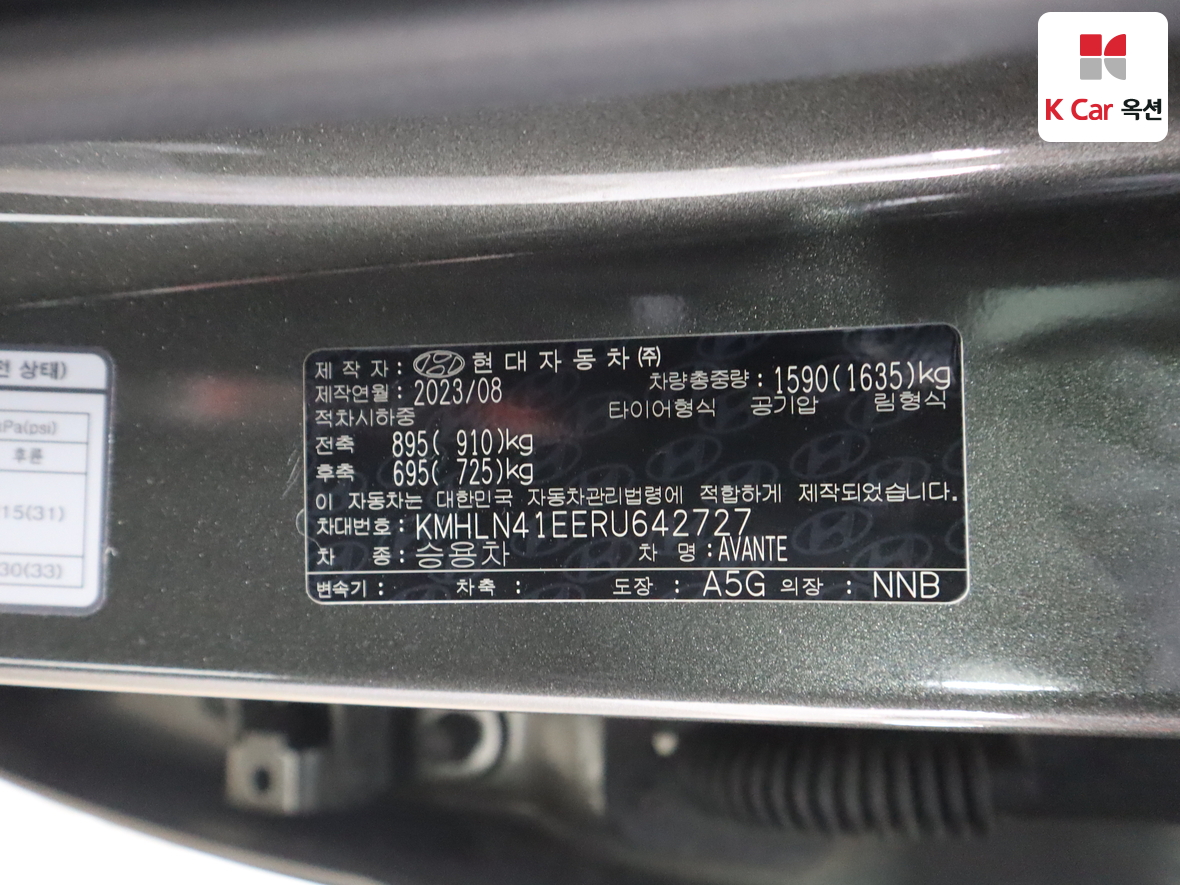 K Car 옥션
제 작 자 : 현 대 자 동 차 ㈜
제작연월 : 2023/08
차량총중량 : 1590(1635)kg
적차시하중
타이어형식 공기압 림형식
전축 895( 910)kg
후축 695( 725)kg
이 자동차는 대한민국 자동차관리법령에 적합하게 제작되었습니다.
차대번호 : KMHLN41EERU642727
차 종 : 승용차 차 명 : AVANTE
변속기 : 차축 : 도장 : A5G 의장 : NNB
상태)
Pa(psi)
후륜
15(31)
30(33)